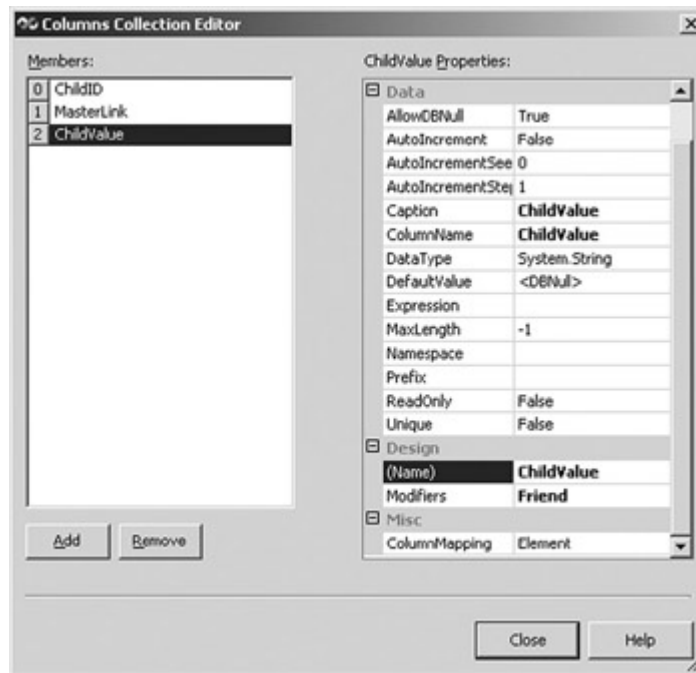 Columns Collection Editor
Members:
0 ChildID
1 MasterLink
2 ChildValue
Add Remove
ChildValue Properties:
Data
AllowDBNull True
AutoIncrement False
AutoIncrementSee 0
AutoIncrementStep 1
Caption ChildValue
ColumnName ChildValue
DataType System.String
DefaultValue <DBNull>
Expression
MaxLength -1
Namespace
Prefix
ReadOnly False
Unique False
Design
(Name) ChildValue
Modifiers Friend
Misc
ColumnMapping Element
Close Help